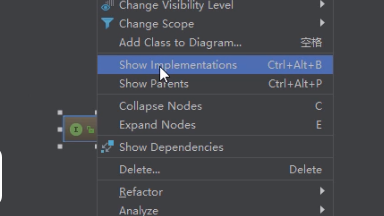 Change Visibility Level
Change Scope
Add Class to Diagram... 空格
Show Implementations Ctrl+Alt+B
Show Parents Ctrl+Alt+P
Collapse Nodes C
Expand Nodes E
Show Dependencies
Delete... Delete
Refactor
Analyze